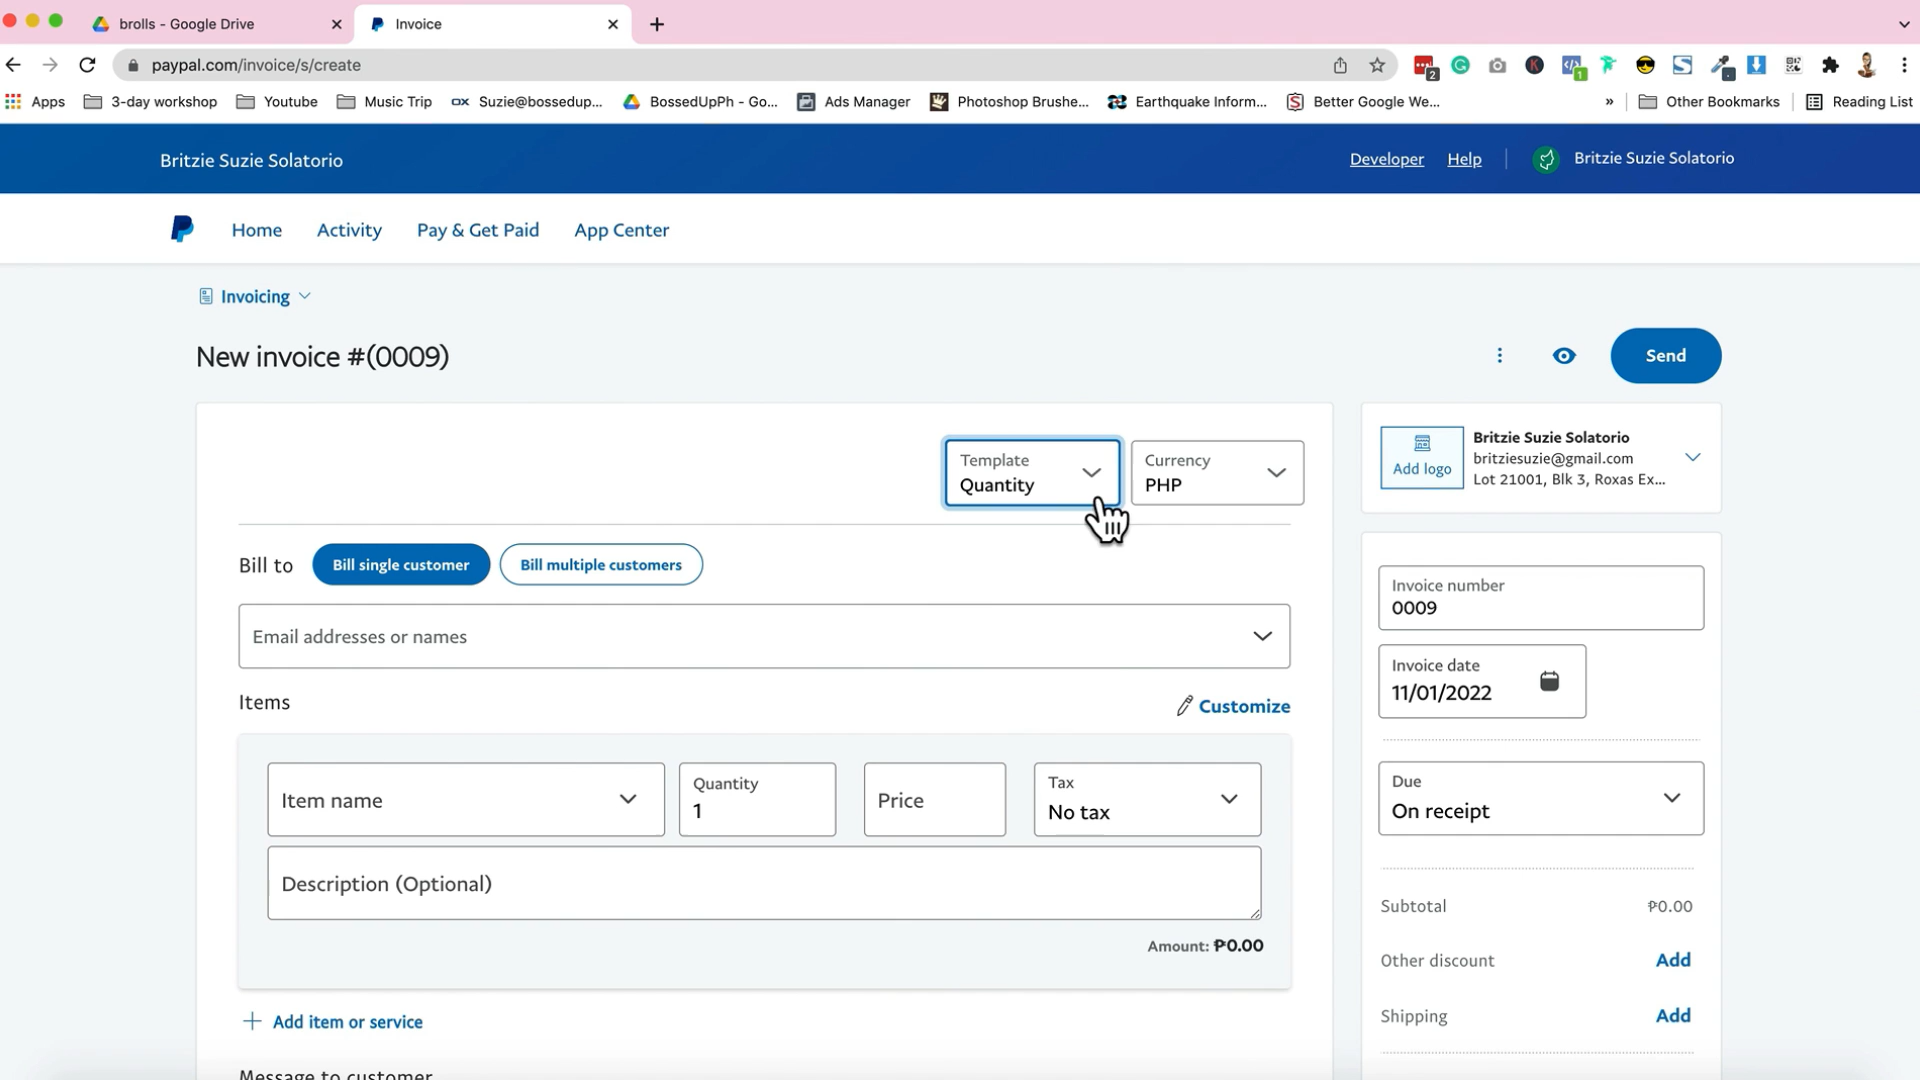 brolls - Google Drive
Invoice
paypal.com/invoice/s/create
2
1
Apps
3-day workshop
YouTube
Music Trip
Suzie@bossedup...
BossedUpPh - Go...
Ads Manager
Photoshop Brushe...
Earthquake Inform...
Better Google We...
»
Other Bookmarks
Reading List
Britzie Suzie Solatorio
Developer
Help
Britzie Suzie Solatorio
Home
Activity
Pay & Get Paid
App Center
Invoicing
New invoice #(0009)
Send
Template
Quantity
Currency
PHP
Add logo
Britzie Suzie Solatorio
britziesuzie@gmail.com
Lot 21001, Blk 3, Roxas Ex...
Bill to
Bill single customer
Bill multiple customers
Email addresses or names
Invoice number
0009
Invoice date
11/01/2022
Items
Customize
Item name
Quantity
1
Price
Tax
No tax
Due
On receipt
Description (Optional)
Amount: ₱0.00
Subtotal
₱0.00
Other discount
Add
Shipping
Add
Add item or service
Message to customer